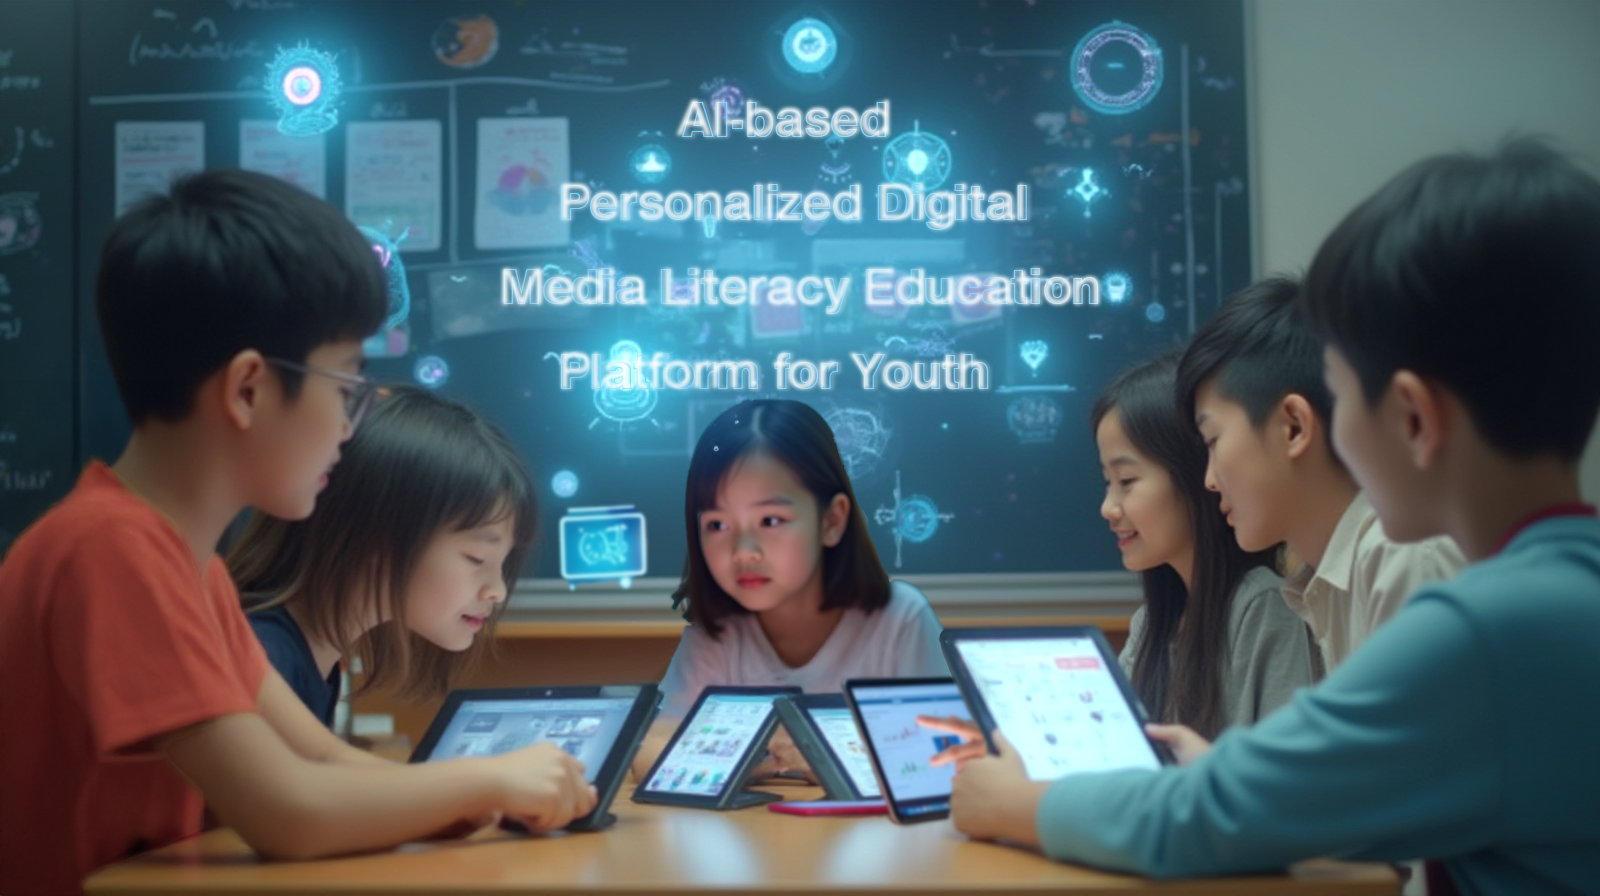 AI-based
Personalized Digital
Media Literacy Education
Platform for Youth